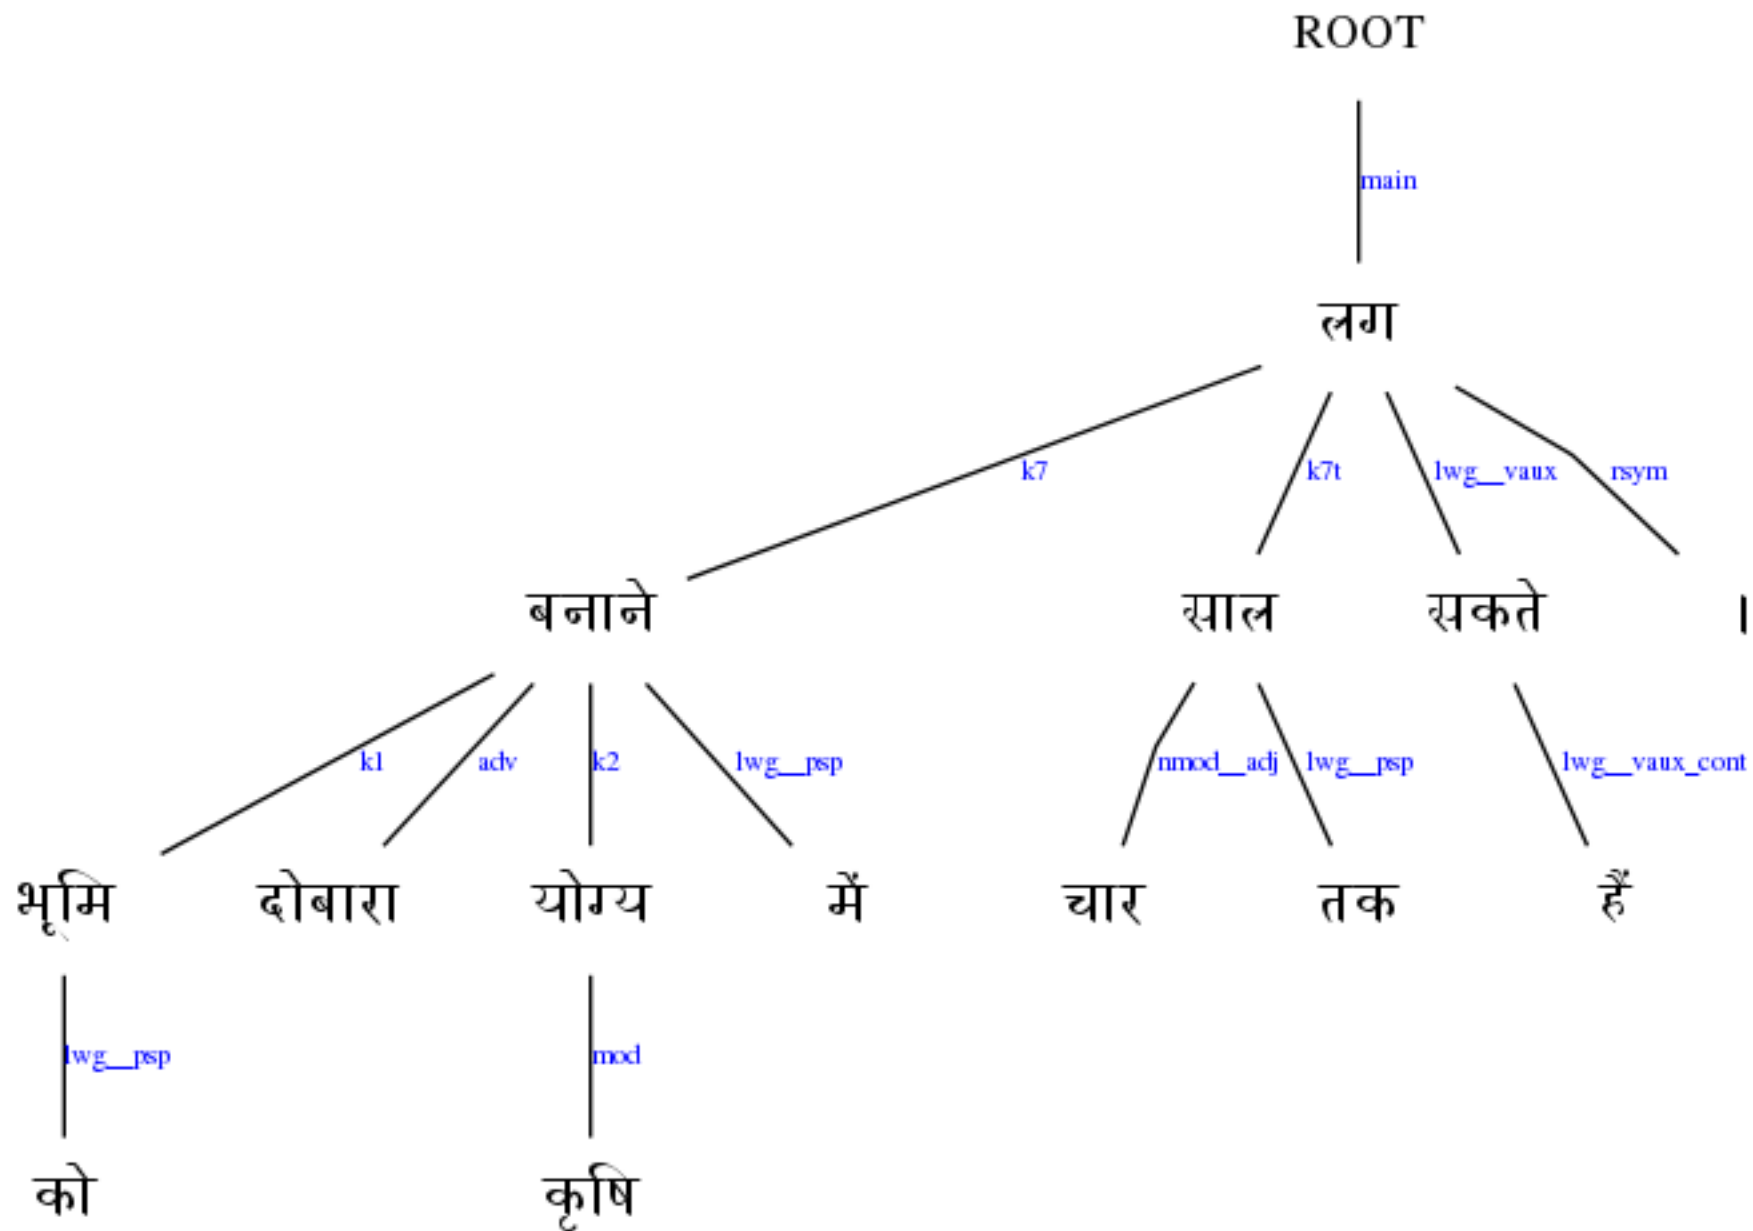 ROOT
main
लग
k7 k7t lwg__vaux rsym
बनाने साल सकते ।
k1 adv k2 lwg__psp nmod__adj lwg__psp lwg__vaux_cont
भूमि दोबारा योग्य में चार तक हैं
lwg__psp mod
को कृषि